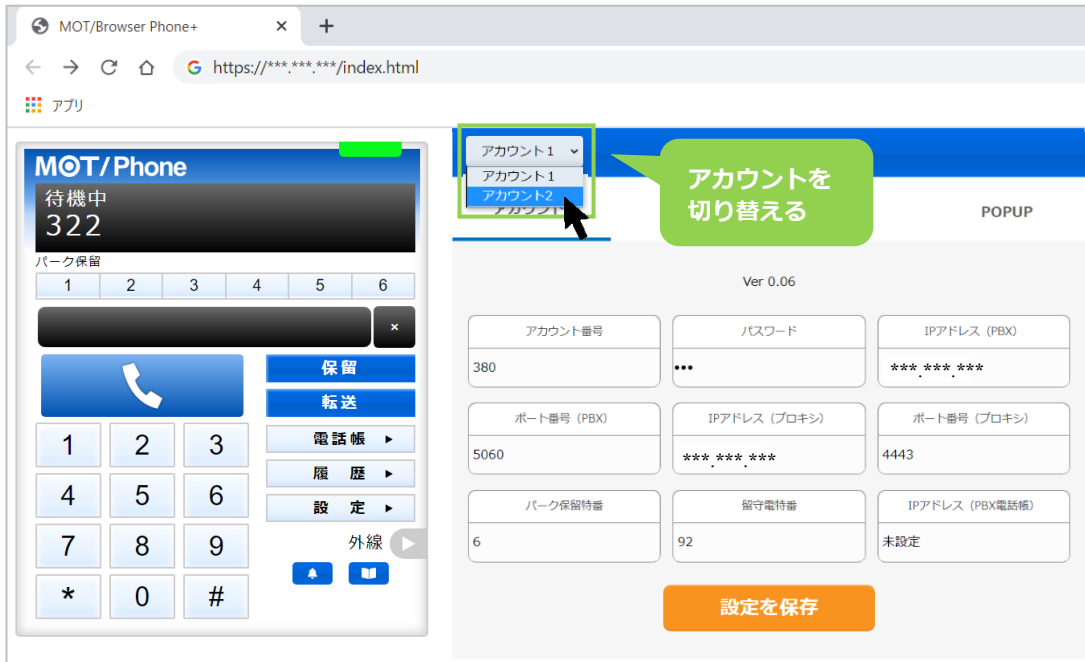 MOT/Browser Phone+ × +
https://***.***.***/index.html
アプリ
MOT/Phone
待機中
322
パーク保留
1 2 3 4 5 6
×
保留
転送
電話帳 ▶
履 歴 ▶
設 定 ▶
外線
1 2 3
4 5 6
7 8 9
* 0 #
アカウント1
アカウント1
アカウント2
アカウント
アカウントを
切り替える
POPUP
Ver 0.06
アカウント番号 パスワード IPアドレス（PBX）
380 ••• ***.***.***
ポート番号（PBX） IPアドレス（プロキシ） ポート番号（プロキシ）
5060 ***.***.*** 4443
パーク保留特番 留守電特番 IPアドレス（PBX電話帳）
6 92 未設定
設定を保存